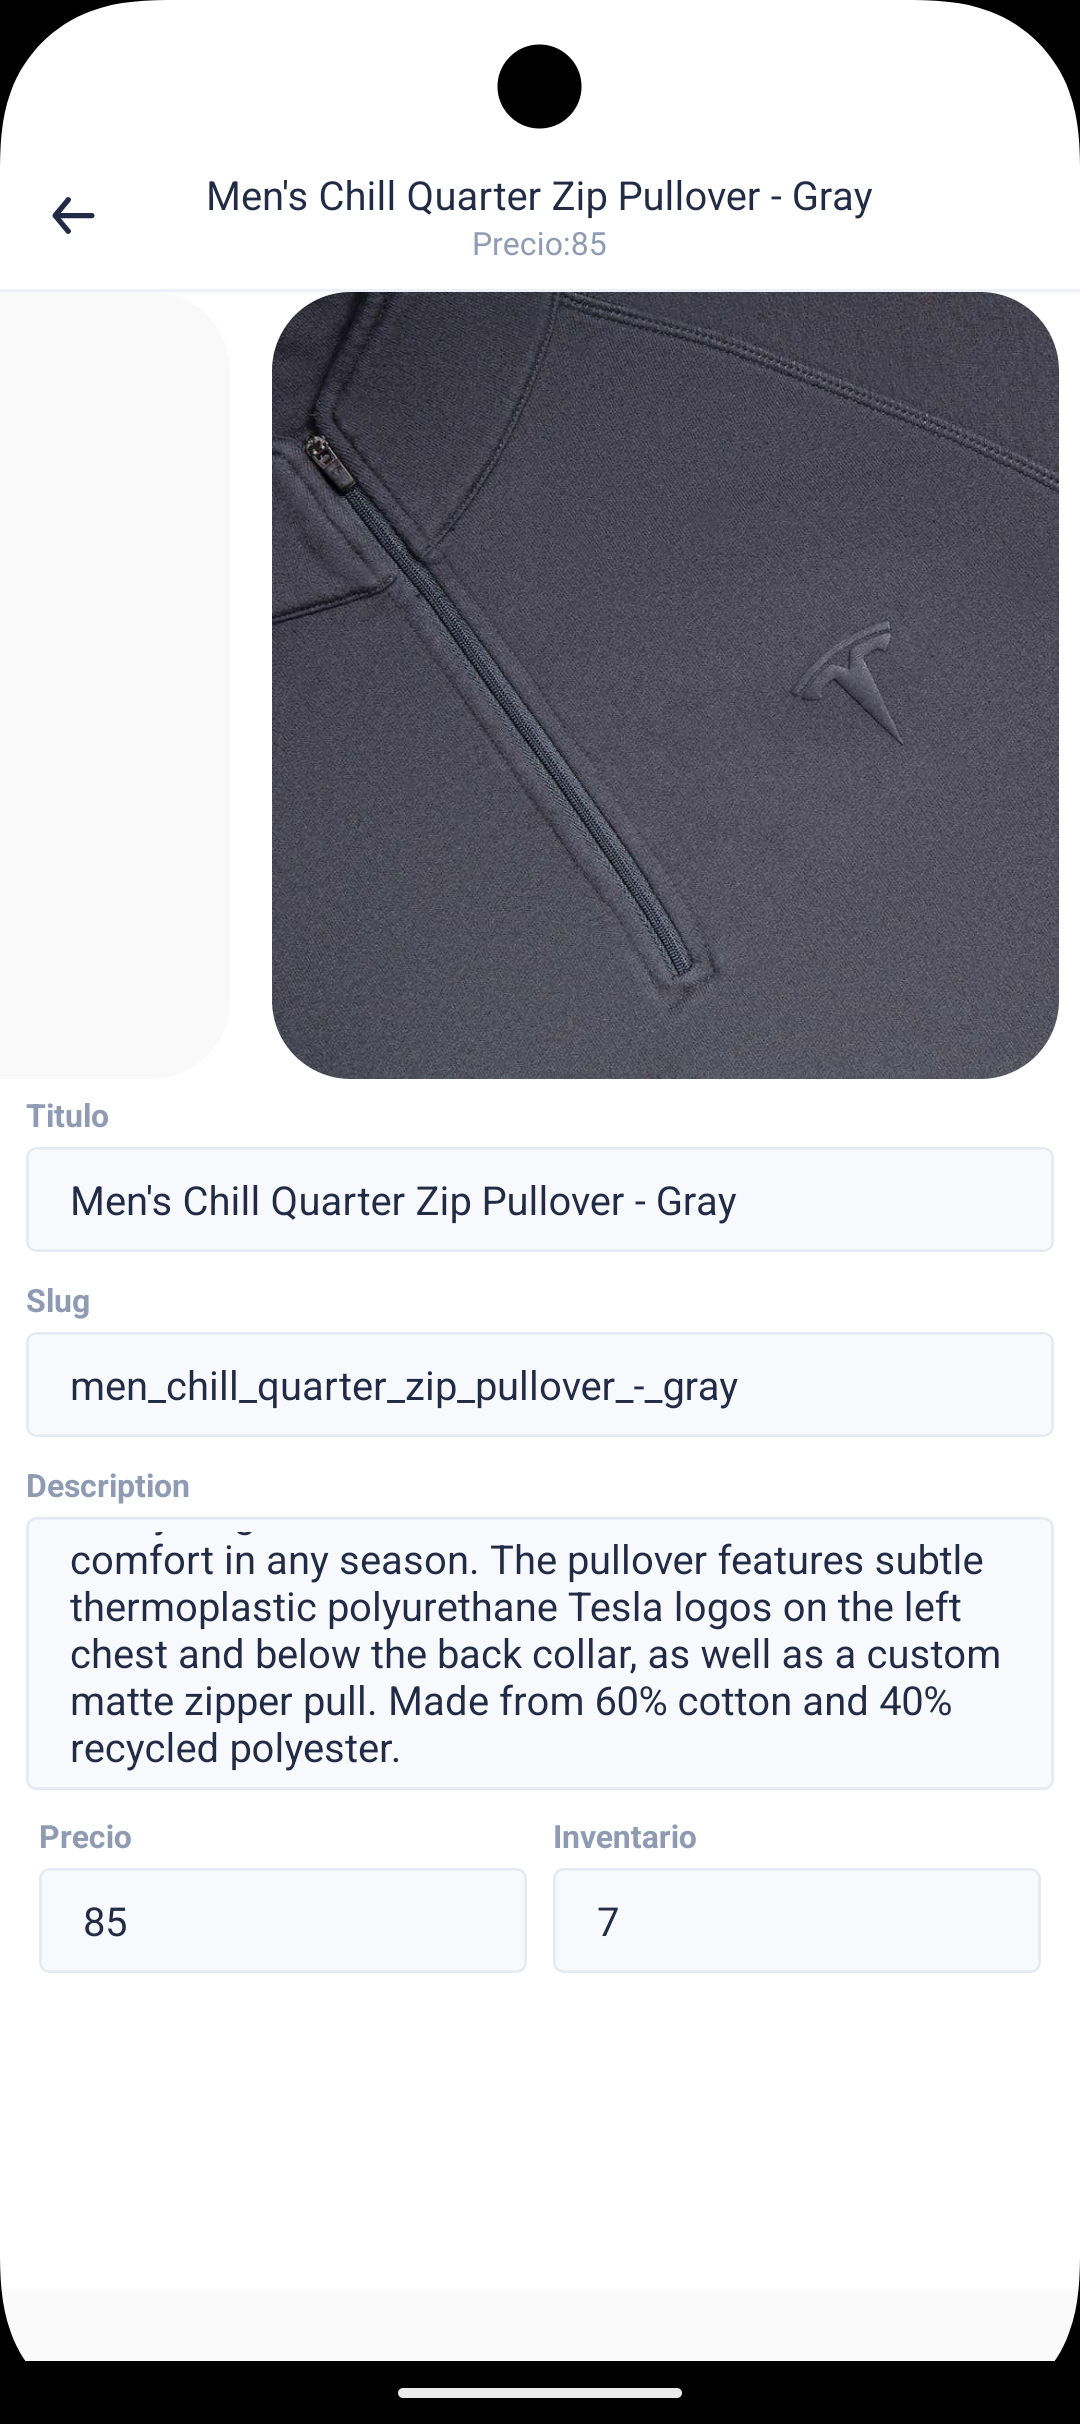 Men's Chill Quarter Zip Pullover - Gray
Precio:85
Titulo
Men's Chill Quarter Zip Pullover - Gray
Slug
men_chill_quarter_zip_pullover_-_gray
Description
comfort in any season. The pullover features subtle
thermoplastic polyurethane Tesla logos on the left
chest and below the back collar, as well as a custom
matte zipper pull. Made from 60% cotton and 40%
recycled polyester.
Precio
Inventario
85
7